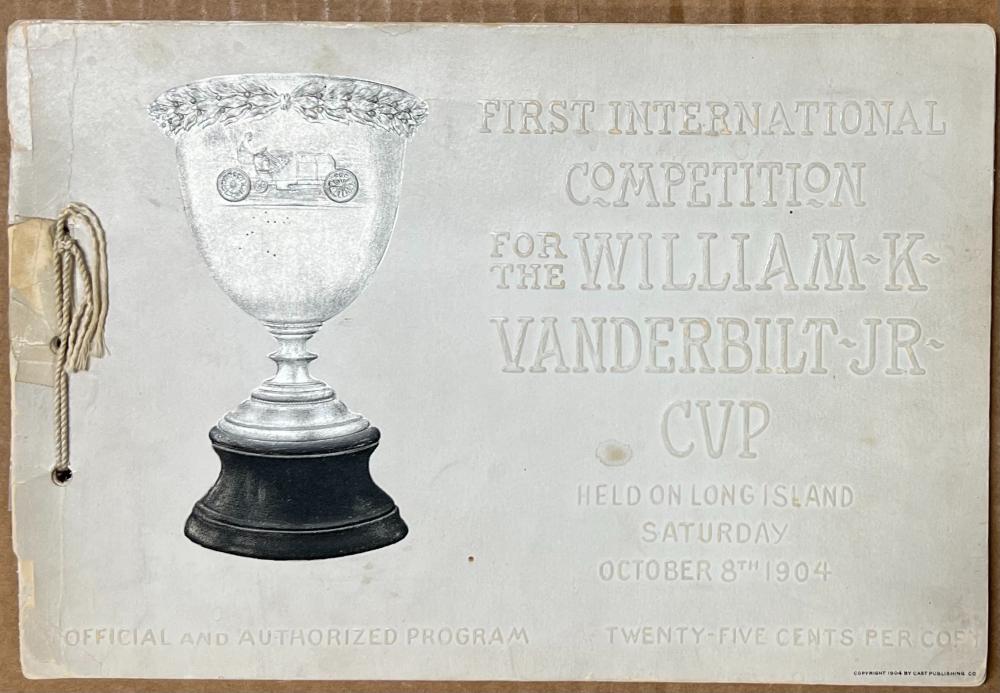 FIRST INTERNATIONAL
COMPETITION
FOR THE WILLIAM~K~
VANDERBILT~JR~
CVP
HELD ON LONG ISLAND
SATURDAY
OCTOBER 8TH 1904
OFFICIAL AND AUTHORIZED PROGRAM
TWENTY-FIVE CENTS PER COPY
COPYRIGHT 1904 BY CAST PUBLISHING CO